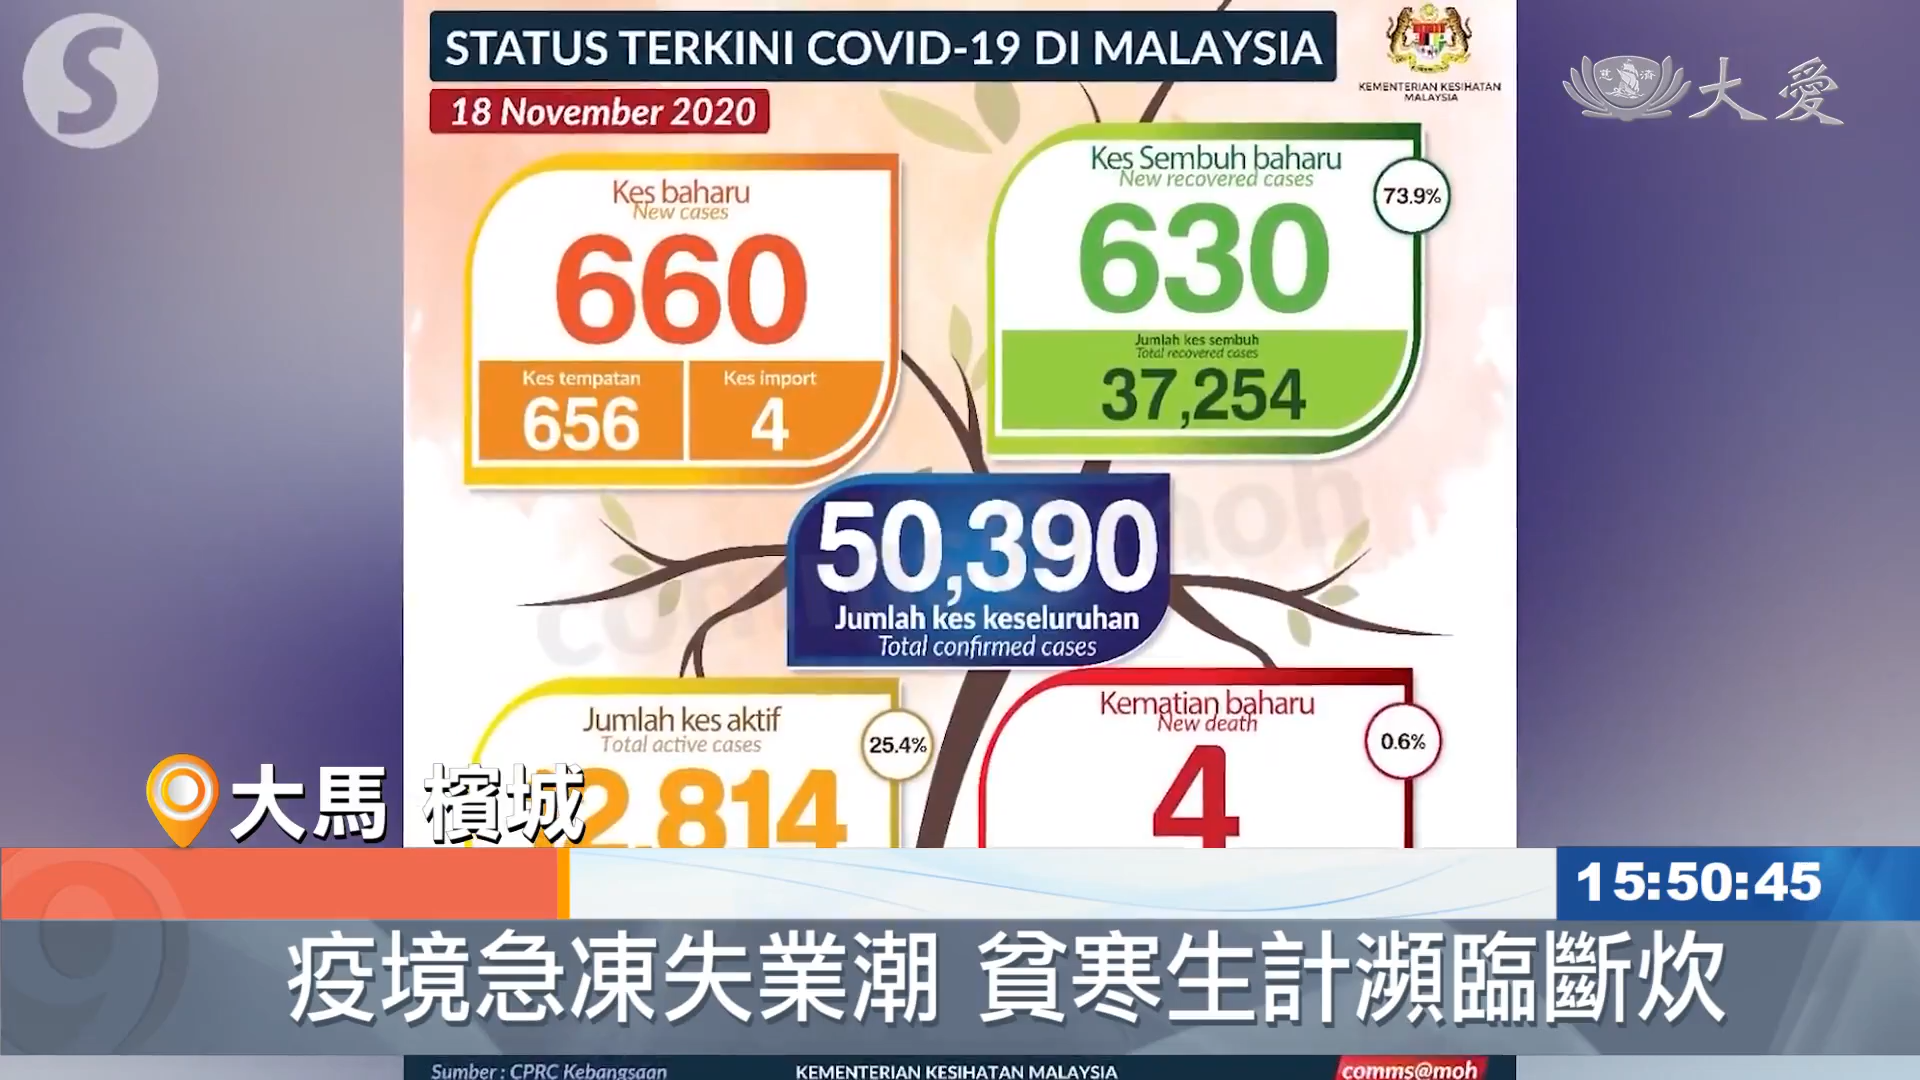 STATUS TERKINI COVID-19 DI MALAYSIA
18 November 2020
KEMENTERIAN KESIHATAN
MALAYSIA
慈濟
大愛
Kes baharu
New cases
660
Kes tempatan
656
Kes import
4
Kes Sembuh baharu
New recovered cases
73.9%
630
Jumlah kes sembuh
Total recovered cases
37,254
50,390
Jumlah kes keseluruhan
Total confirmed cases
Jumlah kes aktif
Total active cases
25.4%
2,814
Kematian baharu
New death
0.6%
4
大馬 檳城
15:50:45
疫境急凍失業潮 貧寒生計瀕臨斷炊
Sumber : CPRC Kebangsaan
KEMENTERIAN KESIHATAN MALAYSIA
comms@moh